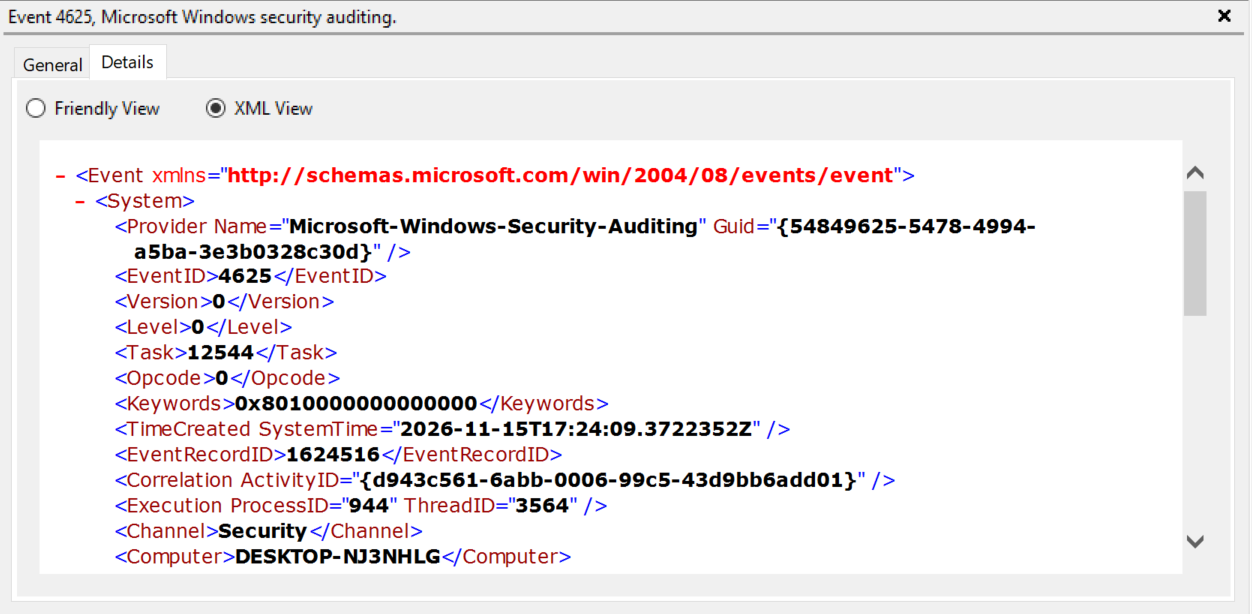 Event 4625, Microsoft Windows security auditing.
General Details
Friendly View XML View
- <Event xmlns="http://schemas.microsoft.com/win/2004/08/events/event">
- <System>
<Provider Name="Microsoft-Windows-Security-Auditing" Guid="{54849625-5478-4994-
a5ba-3e3b0328c30d}" />
<EventID>4625</EventID>
<Version>0</Version>
<Level>0</Level>
<Task>12544</Task>
<Opcode>0</Opcode>
<Keywords>0x8010000000000000</Keywords>
<TimeCreated SystemTime="2026-11-15T17:24:09.3722352Z" />
<EventRecordID>1624516</EventRecordID>
<Correlation ActivityID="{d943c561-6abb-0006-99c5-43d9bb6add01}" />
<Execution ProcessID="944" ThreadID="3564" />
<Channel>Security</Channel>
<Computer>DESKTOP-NJ3NHLG</Computer>